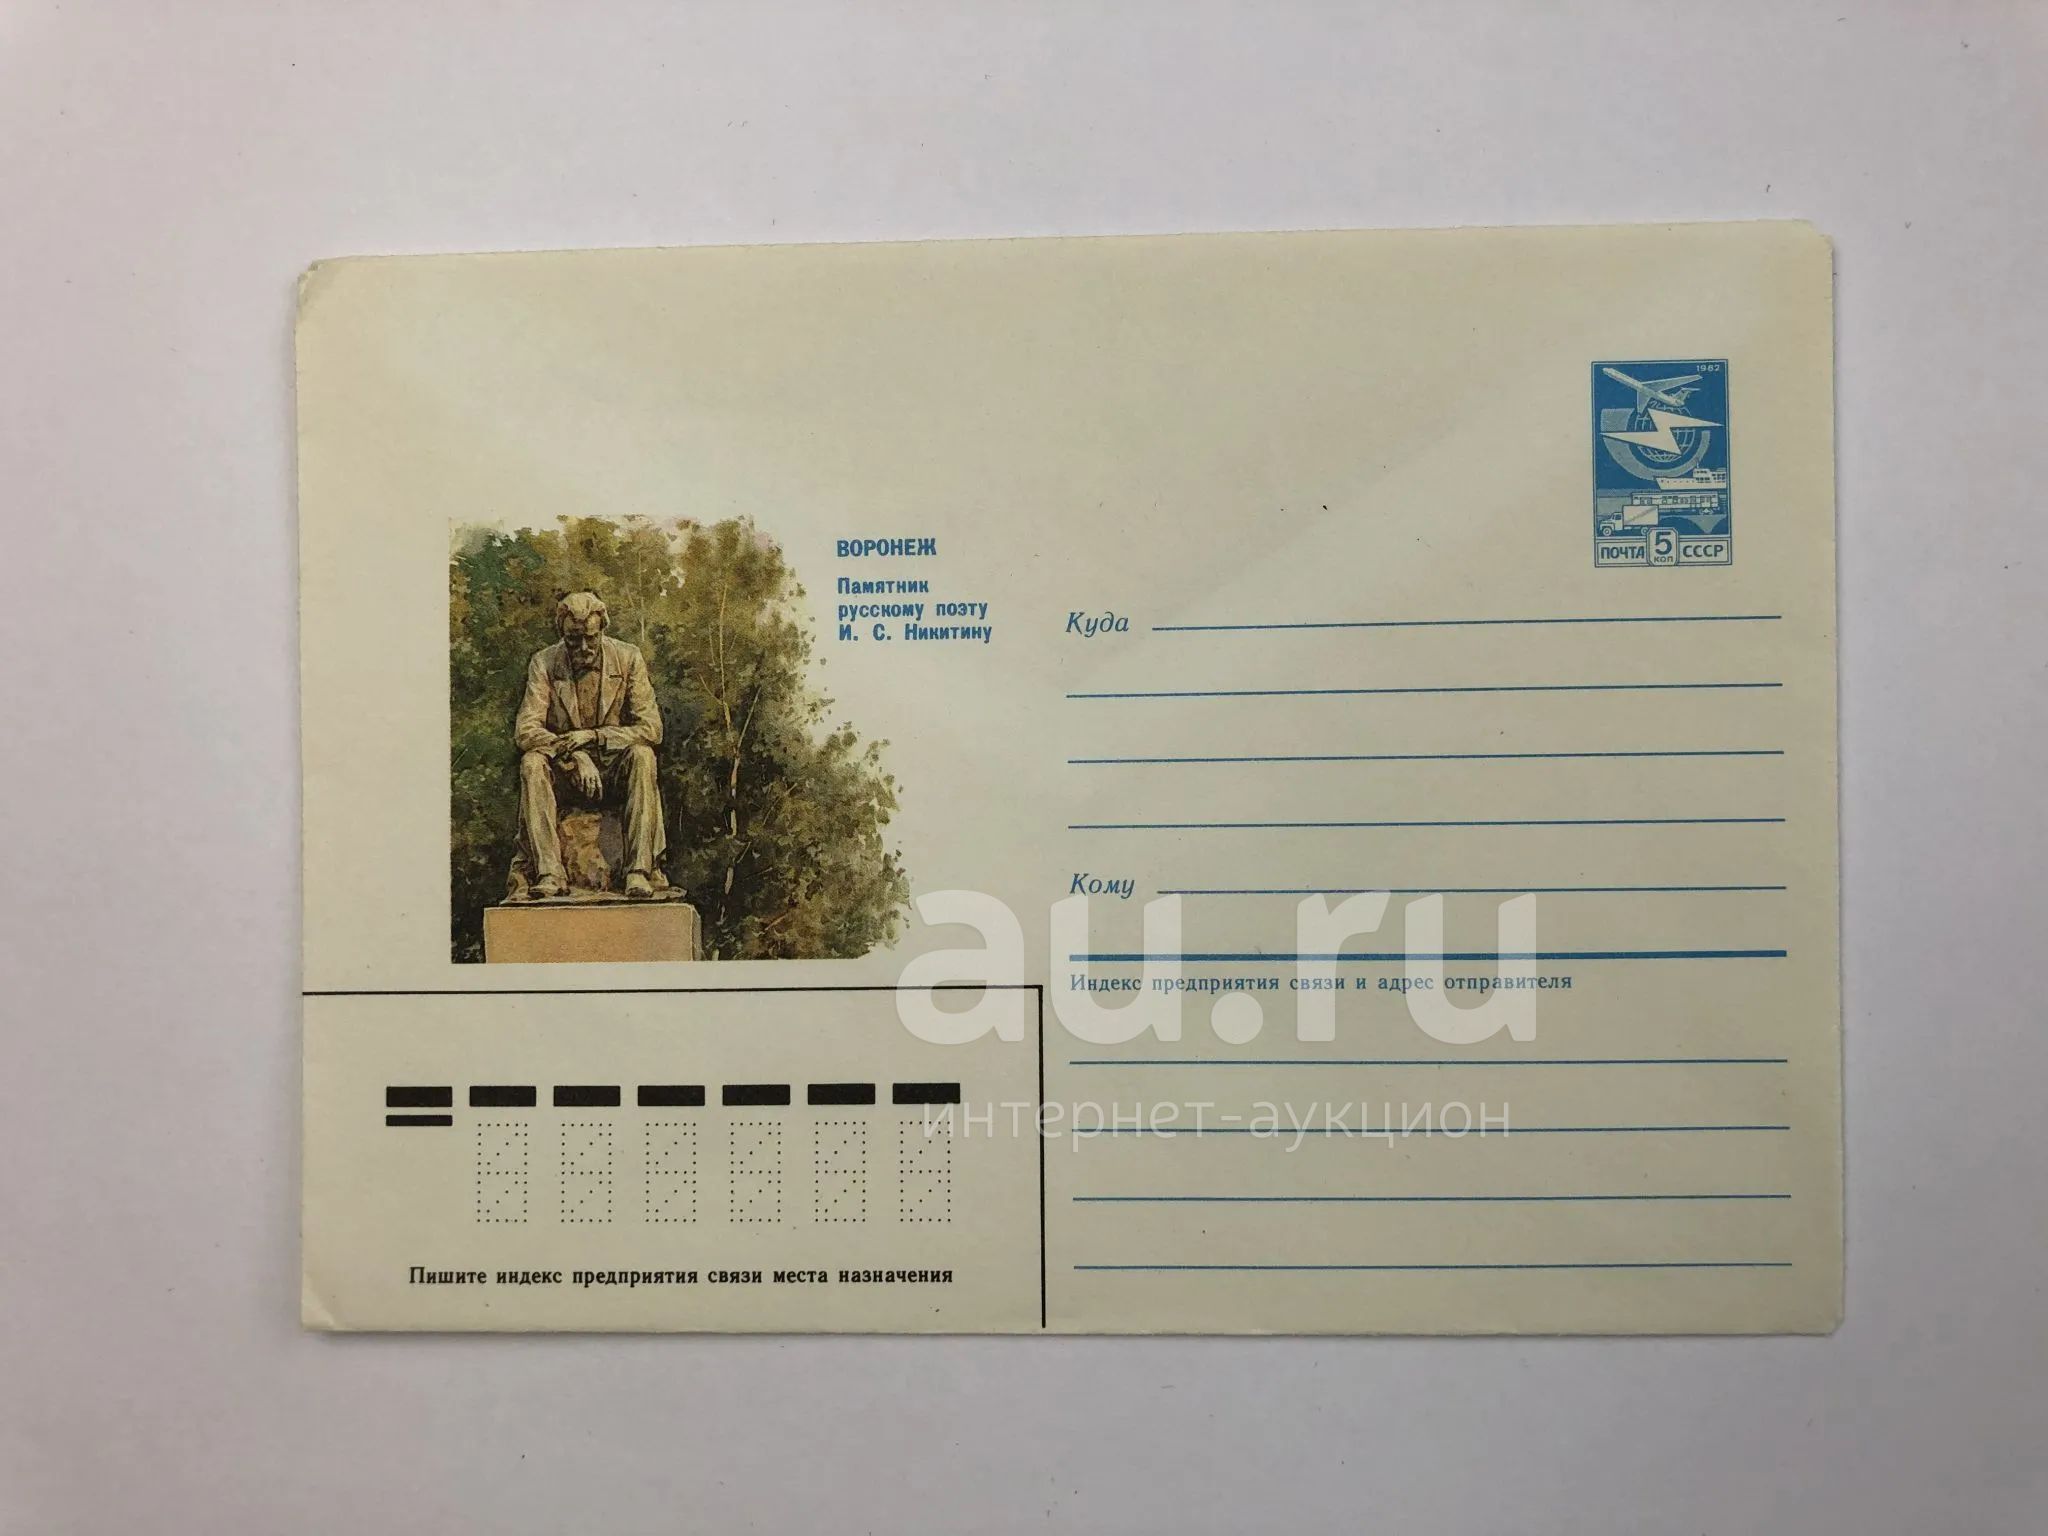 1982
ПОЧТА 5 КОП СССР
ВОРОНЕЖ
Памятник
русскому поэту
И. С. Никитину
Куда
Кому
Индекс предприятия связи и адрес отправителя
au.ru
интернет-аукцион
Пишите индекс предприятия связи места назначения